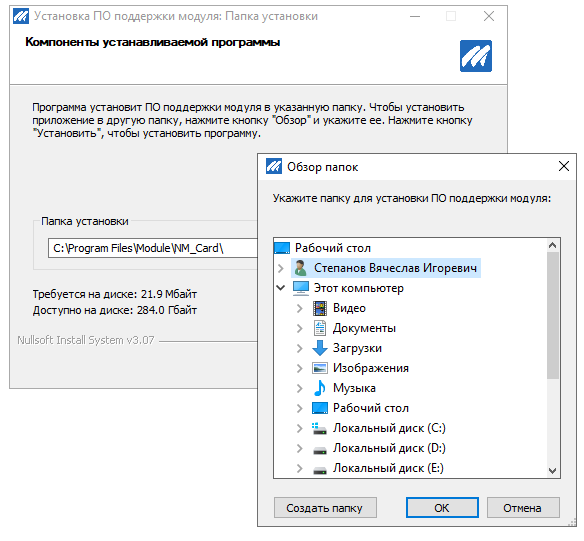 Установка ПО поддержки модуля: Папка установки
Компоненты устанавливаемой программы
Программа установит ПО поддержки модуля в указанную папку. Чтобы установить
приложение в другую папку, нажмите кнопку "Обзор" и укажите ее. Нажмите кнопку
"Установить", чтобы установить программу.
Папка установки
C:\Program Files\Module\NM_Card\
Требуется на диске: 21.9 Мбайт
Доступно на диске: 284.0 Гбайт
Nullsoft Install System v3.07
Обзор папок
Укажите папку для установки ПО поддержки модуля:
Рабочий стол
Степанов Вячеслав Игоревич
Этот компьютер
Видео
Документы
Загрузки
Изображения
Музыка
Рабочий стол
Локальный диск (C:)
Локальный диск (D:)
Локальный диск (E:)
Создать папку
ОК
Отмена